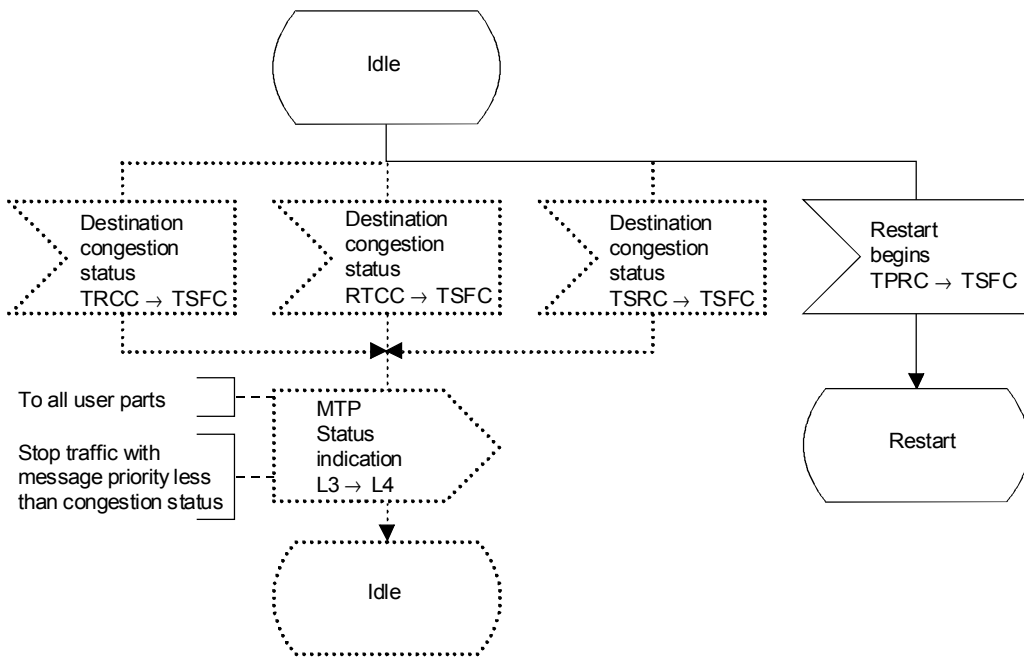 Idle
Destination
congestion
status
TRCC → TSFC
Destination
congestion
status
RTCC → TSFC
Destination
congestion
status
TSRC → TSFC
Restart
begins
TPRC → TSFC
To all user parts
Stop traffic with
message priority less
than congestion status
MTP
Status
indication
L3 → L4
Restart
Idle